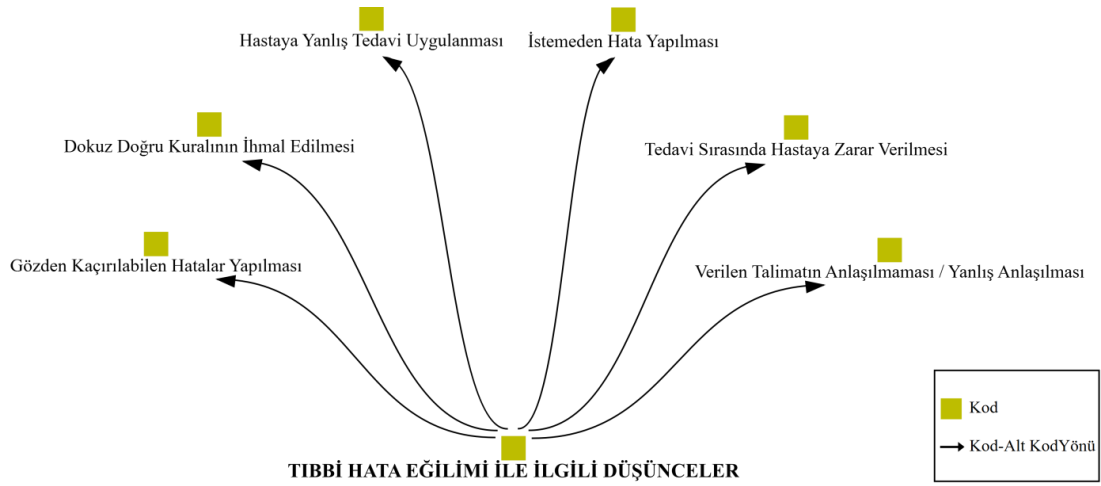 Hastaya Yanlış Tedavi Uygulanması
İstemeden Hata Yapılması
Dokuz Doğru Kuralının İhmal Edilmesi
Tedavi Sırasında Hastaya Zarar Verilmesi
Gözden Kaçırılabilen Hatalar Yapılması
Verilen Talimatın Anlaşılmaması / Yanlış Anlaşılması
Kod
Kod-Alt KodYönü
TIBBİ HATA EĞİLİMİ İLE İLGİLİ DÜŞÜNCELER